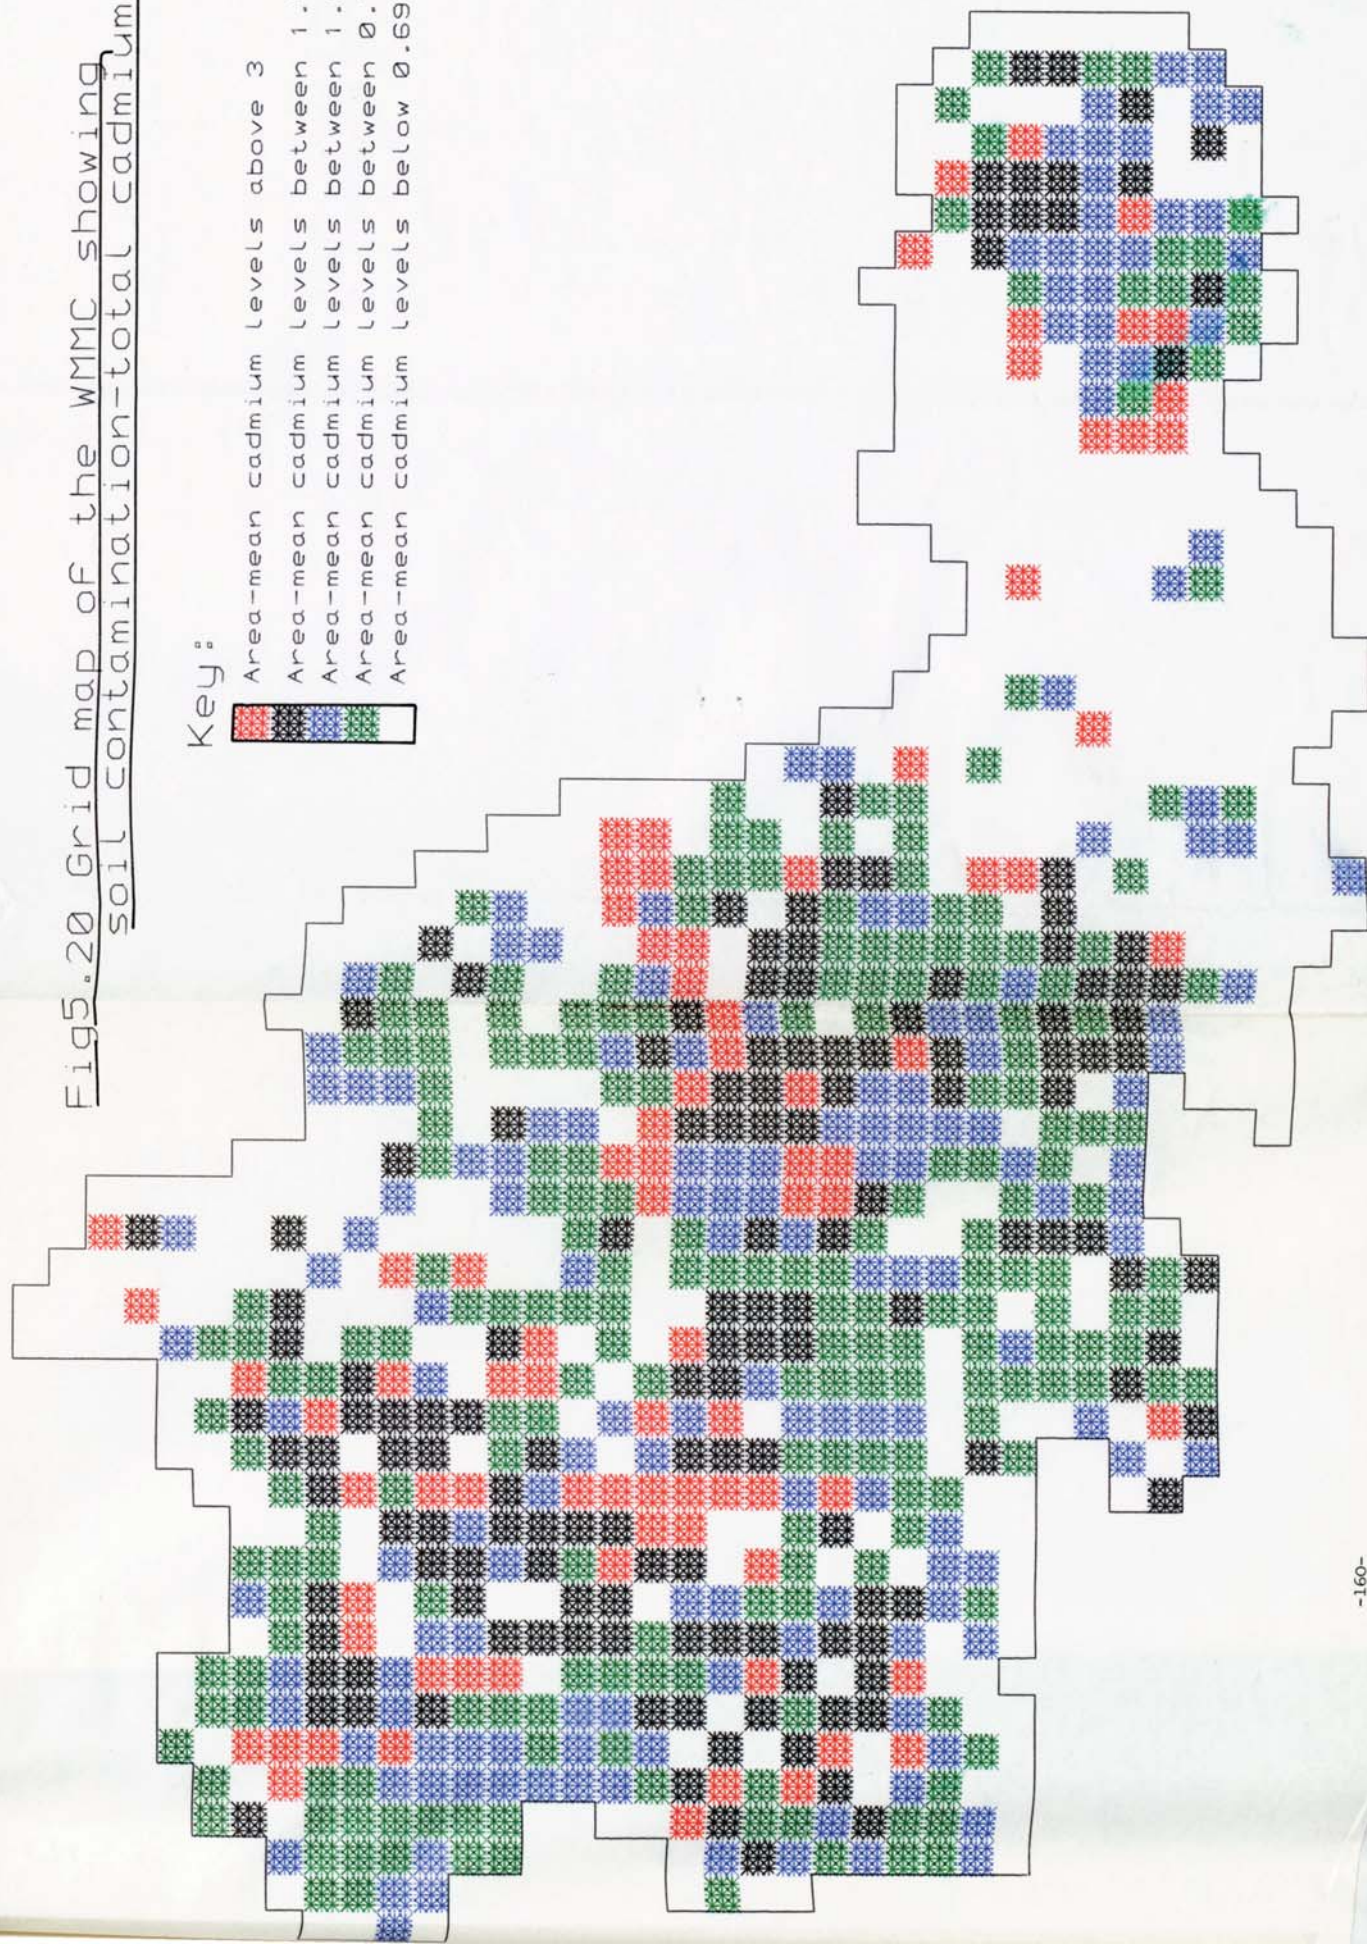 Fig5.20 Grid map of the WMMC showing
soil contamination-total cadmium
Key:
Area-mean cadmium levels above 3
Area-mean cadmium levels between 1.
Area-mean cadmium levels between 1.
Area-mean cadmium levels between 0.
Area-mean cadmium levels below 0.69
-160-